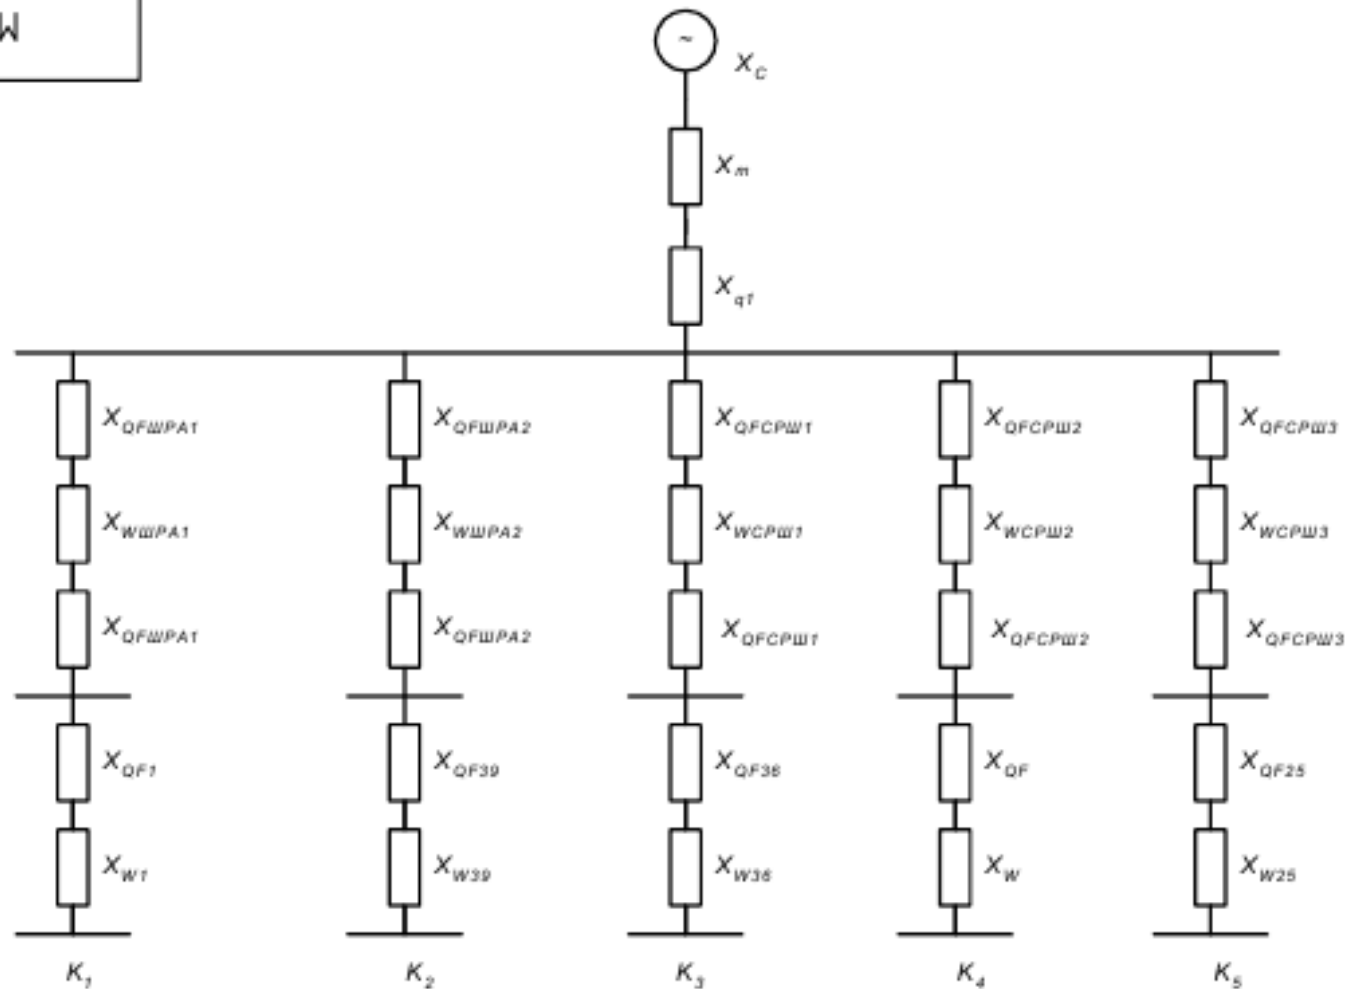 W
~
X_C
X_m
X_q1
X_QFШРА1 X_QFШРА2 X_QFСРШ1 X_QFСРШ2 X_QFСРШ3
X_WШРА1 X_WШРА2 X_WСРШ1 X_WСРШ2 X_WСРШ3
X_QFШРА1 X_QFШРА2 X_QFСРШ1 X_QFСРШ2 X_QFСРШ3
X_QF1 X_QF39 X_QF36 X_QF X_QF25
X_W1 X_W39 X_W36 X_W X_W25
K_1 K_2 K_3 K_4 K_5